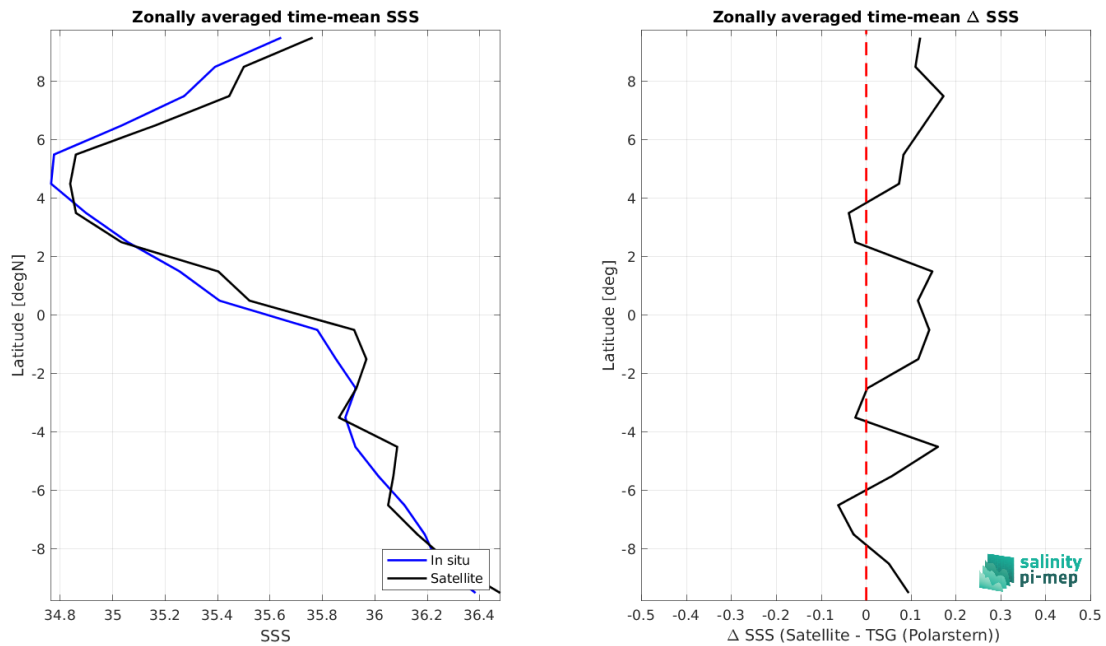 Zonally averaged time-mean SSS
Latitude [degN]
8
6
4
2
0
-2
-4
-6
-8
34.8 35 35.2 35.4 35.6 35.8 36 36.2 36.4
SSS
In situ
Satellite
Zonally averaged time-mean Δ SSS
Latitude [deg]
8
6
4
2
0
-2
-4
-6
-8
-0.5 -0.4 -0.3 -0.2 -0.1 0 0.1 0.2 0.3 0.4 0.5
Δ SSS (Satellite - TSG (Polarstern))
salinity
pi-mep